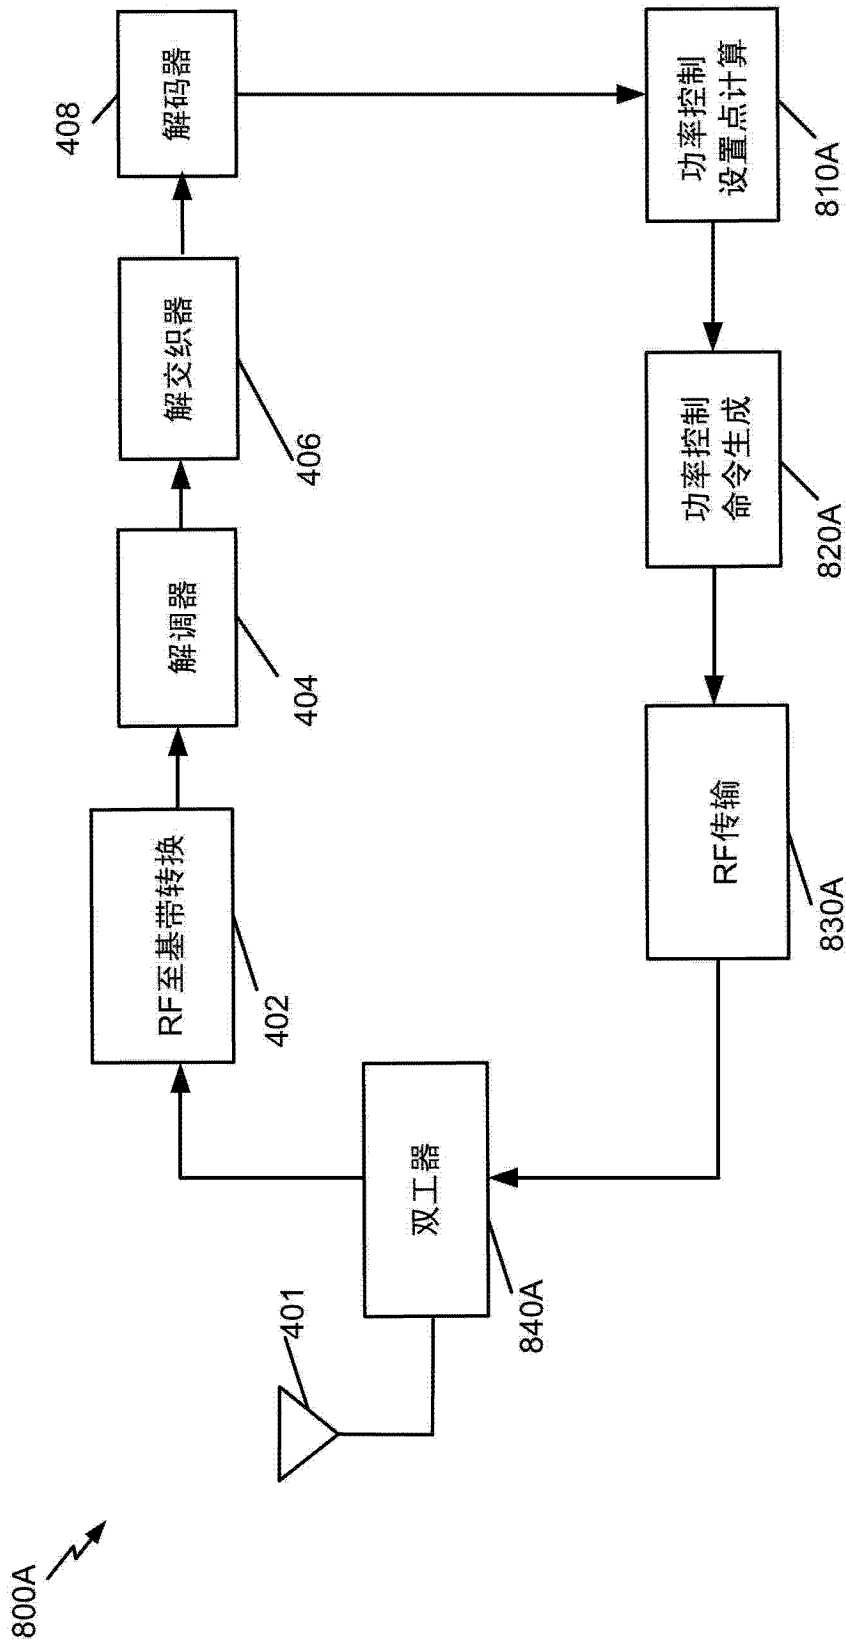 800A
401
双工器
840A
RF至基带转换
402
解调器
404
解交织器
406
解码器
408
功率控制
设置点计算
810A
功率控制
命令生成
820A
RF传输
830A